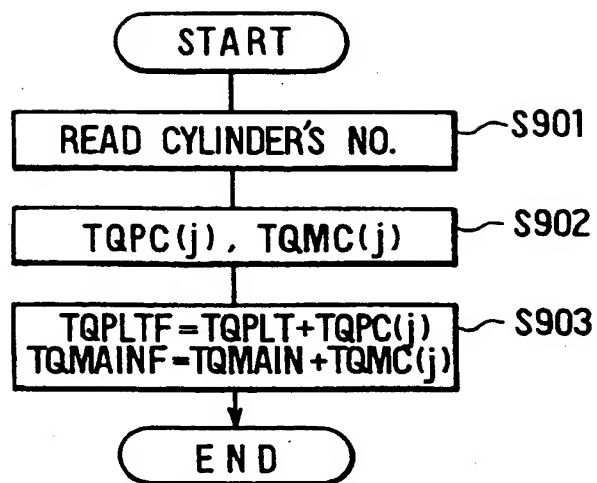 START
READ CYLINDER'S NO.
S901
TQPC(j), TQMC(j)
S902
TQPLTF=TQPLT+TQPC(j)
TQMAINF=TQMAIN+TQMC(j)
S903
END